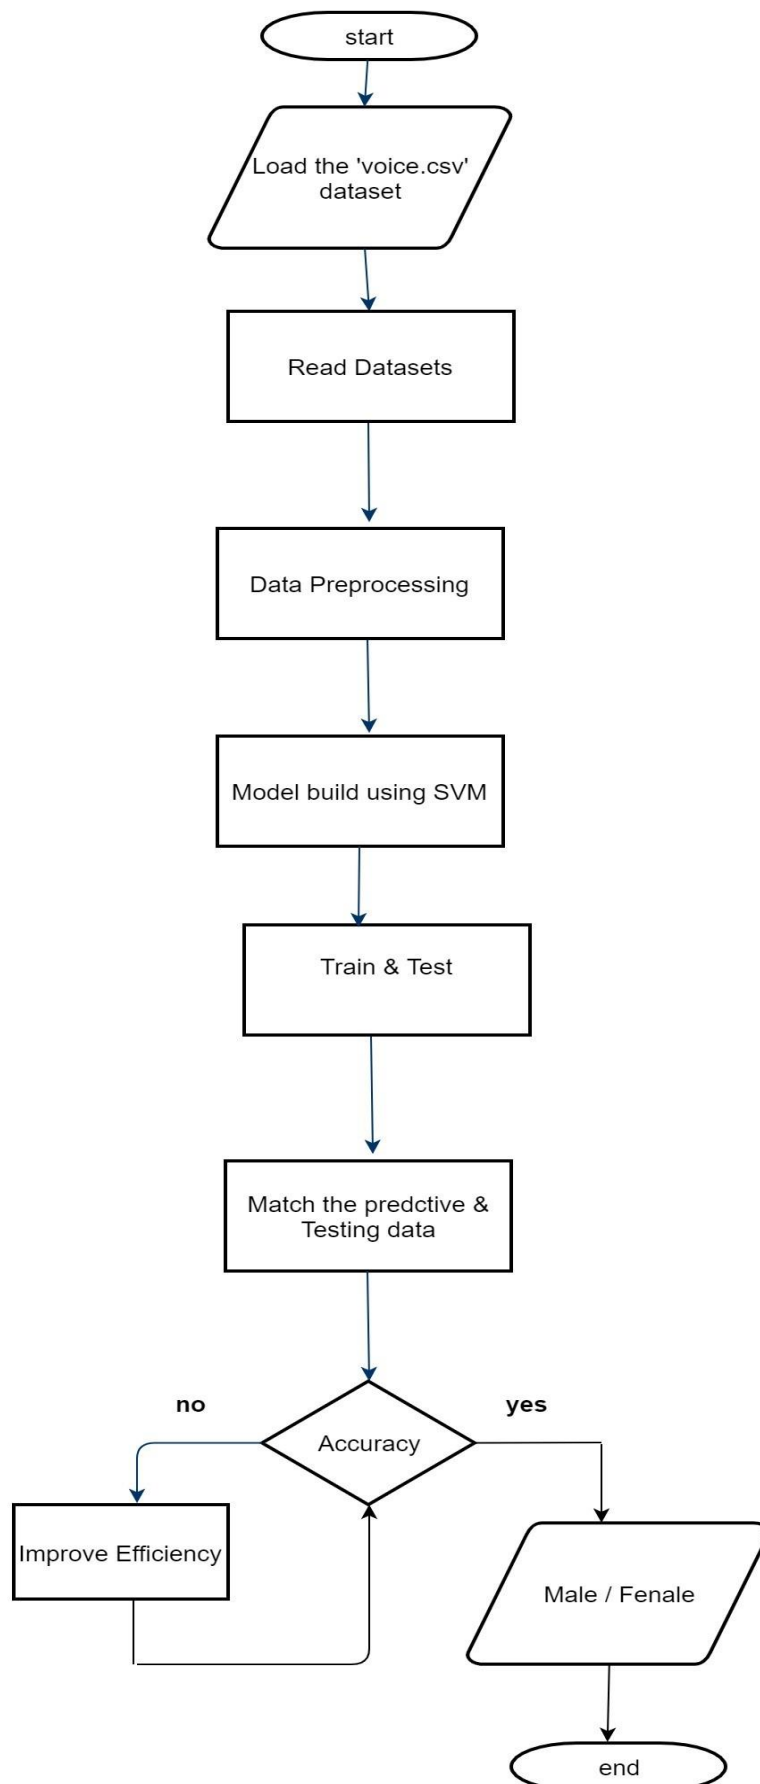 start
Load the 'voice.csv'
dataset
Read Datasets
Data Preprocessing
Model build using SVM
Train & Test
Match the predctive &
Testing data
no
yes
Accuracy
Improve Efficiency
Male / Fenale
end